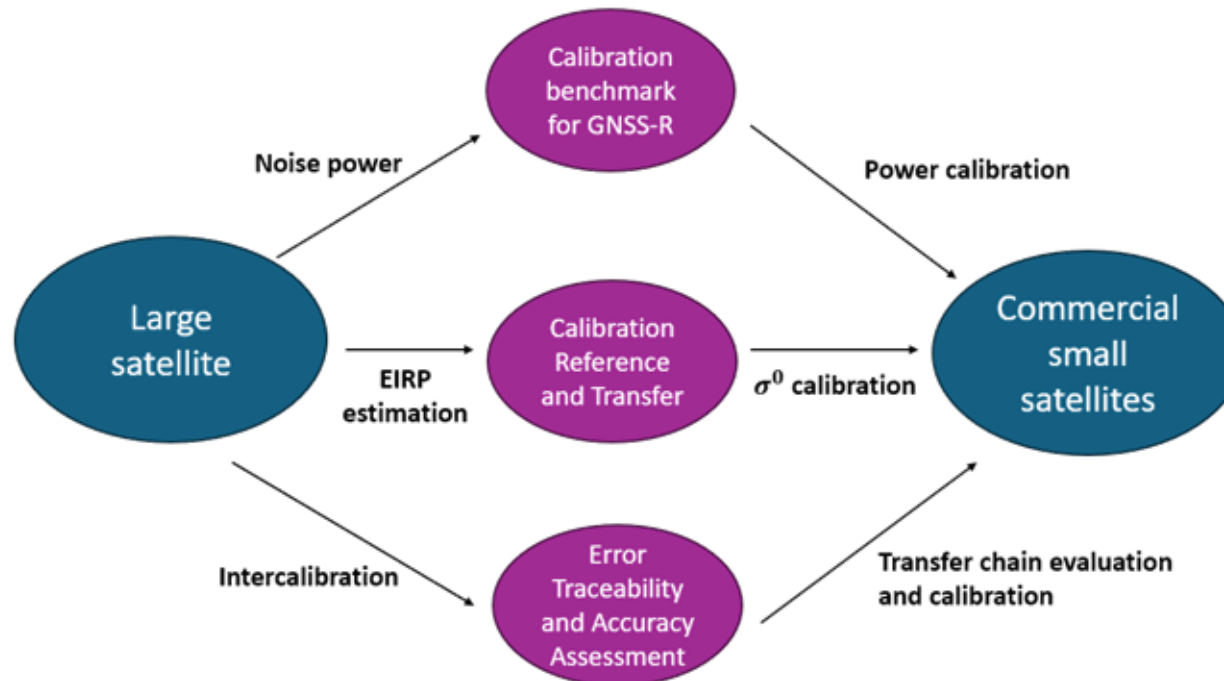 Calibration
benchmark
for GNSS-R
Noise power
Power calibration
Large
satellite
EIRP
estimation
Calibration
Reference
and Transfer
σ⁰ calibration
Commercial
small
satellites
Intercalibration
Error
Traceability
and Accuracy
Assessment
Transfer chain evaluation
and calibration